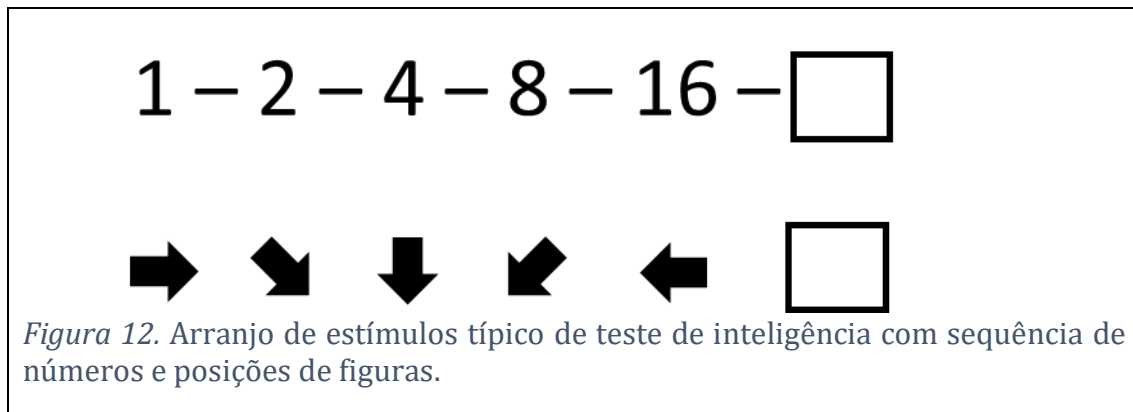 1 – 2 – 4 – 8 – 16 –
Figura 12. Arranjo de estímulos típico de teste de inteligência com sequência de
números e posições de figuras.